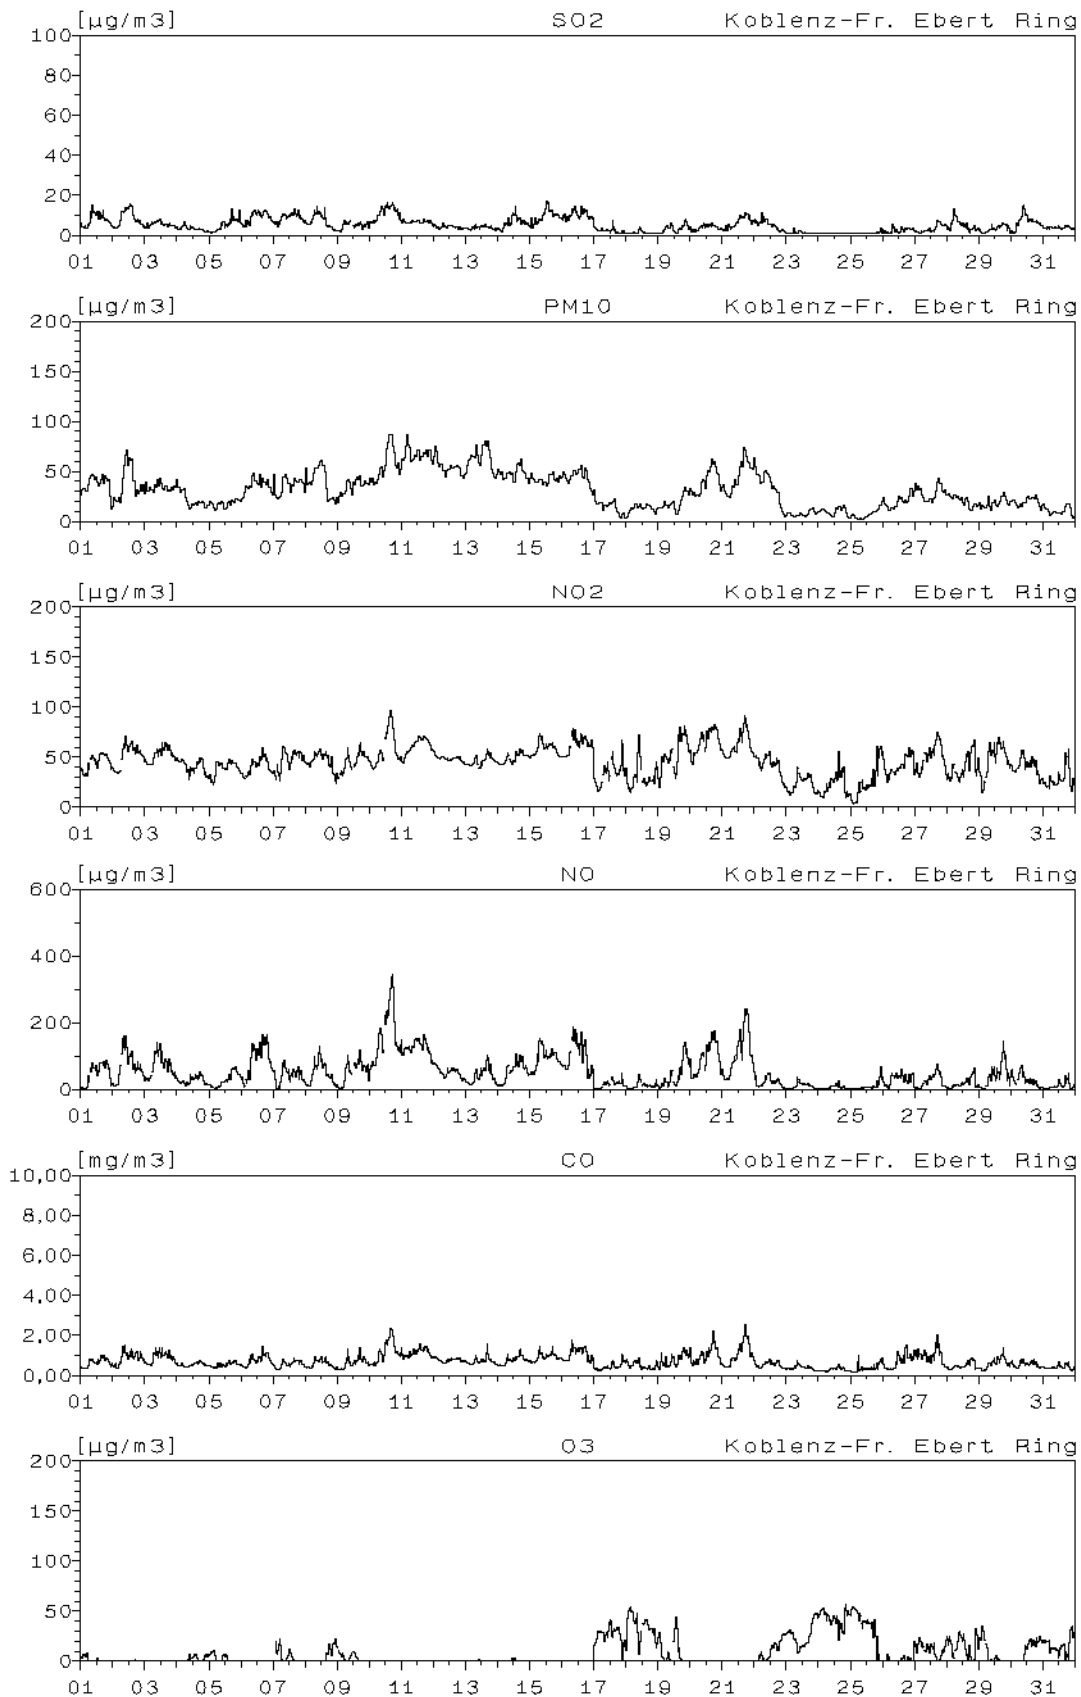 [µg/m3] SO2 Koblenz-Fr. Ebert Ring
100
80
60
40
20
0
01 03 05 07 09 11 13 15 17 19 21 23 25 27 29 31
[µg/m3] PM10 Koblenz-Fr. Ebert Ring
200
150
100
50
0
01 03 05 07 09 11 13 15 17 19 21 23 25 27 29 31
[µg/m3] NO2 Koblenz-Fr. Ebert Ring
200
150
100
50
0
01 03 05 07 09 11 13 15 17 19 21 23 25 27 29 31
[µg/m3] NO Koblenz-Fr. Ebert Ring
600
400
200
0
01 03 05 07 09 11 13 15 17 19 21 23 25 27 29 31
[mg/m3] CO Koblenz-Fr. Ebert Ring
10,00
8,00
6,00
4,00
2,00
0,00
01 03 05 07 09 11 13 15 17 19 21 23 25 27 29 31
[µg/m3] O3 Koblenz-Fr. Ebert Ring
200
150
100
50
0
01 03 05 07 09 11 13 15 17 19 21 23 25 27 29 31